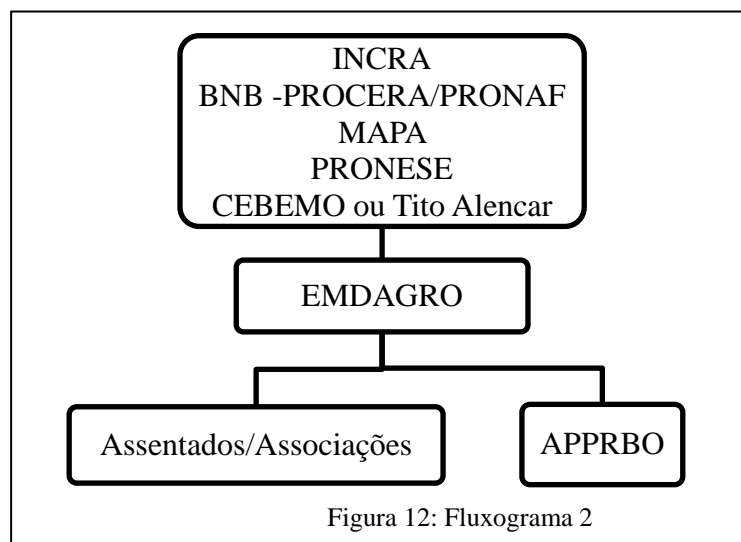 INCRA
BNB -PROCERA/PRONAF
MAPA
PRONESE
CEBEMO ou Tito Alencar
EMDAGRO
Assentados/Associações
APPRBO
Figura 12: Fluxograma 2